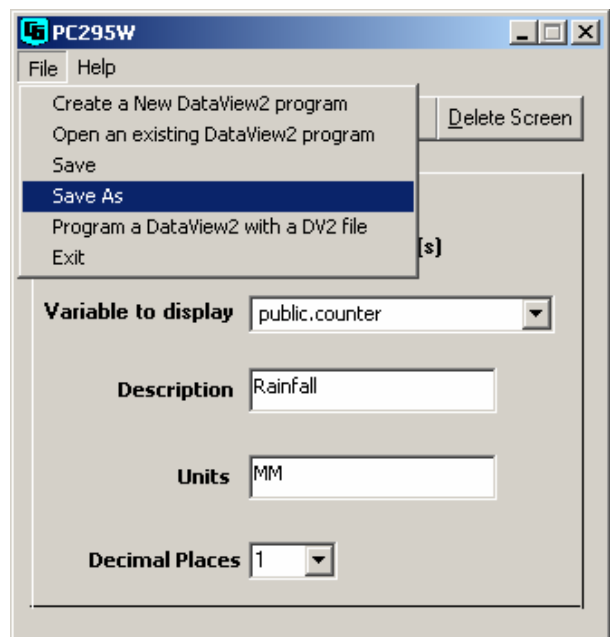 PC295W
File Help
Create a New DataView2 program
Open an existing DataView2 program
Save
Save As
Program a DataView2 with a DV2 file
Exit
Delete Screen
[s]
Variable to display public.counter
Description Rainfall
Units MM
Decimal Places 1